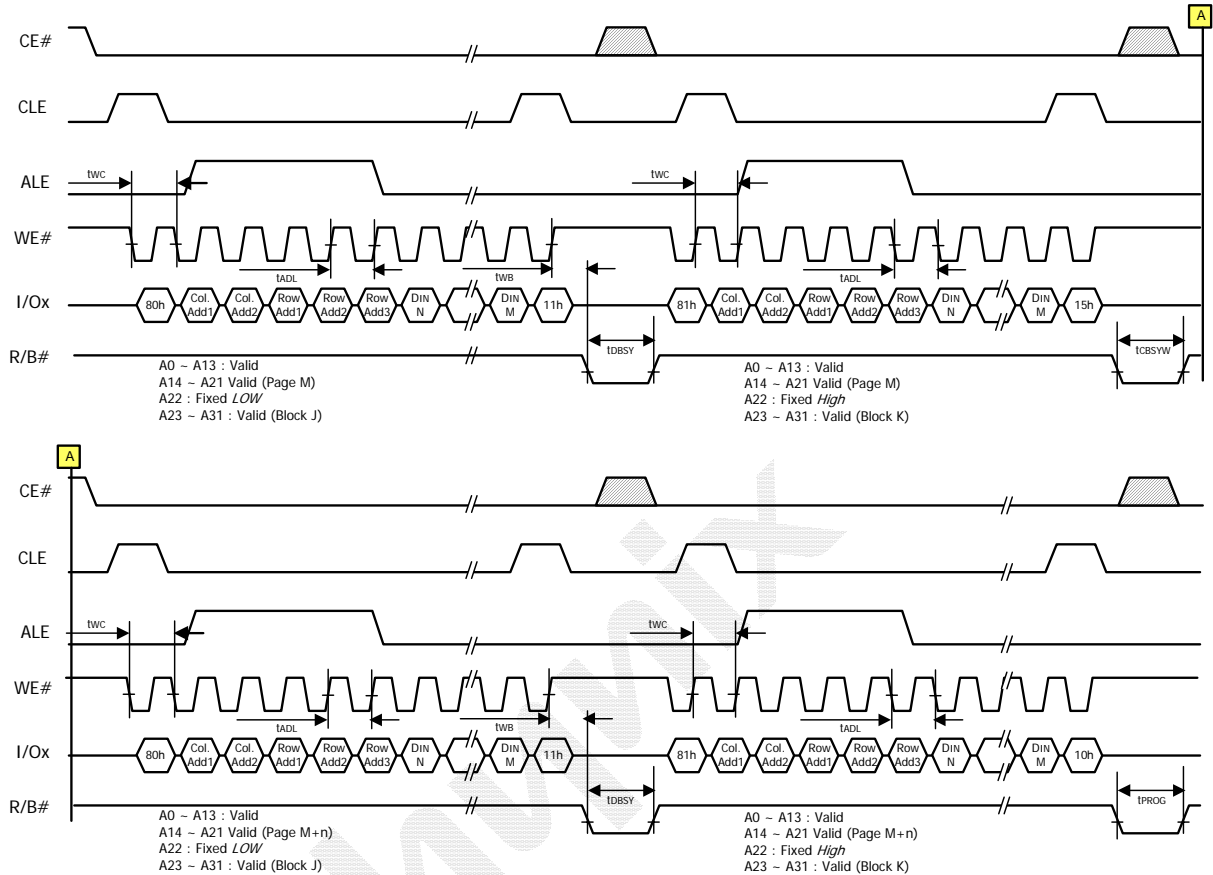 A
CE#
CLE
ALE
tWC
tWC
WE#
tADL
tWB
tADL
I/Ox
80h
Col. Add1
Col. Add2
Row Add1
Row Add2
Row Add3
DIN N
DIN M
11h
81h
Col. Add1
Col. Add2
Row Add1
Row Add2
Row Add3
DIN N
DIN M
15h
R/B#
tDBSY
tCBSYW
A0 ~ A13 : Valid
A14 ~ A21 Valid (Page M)
A22 : Fixed LOW
A23 ~ A31 : Valid (Block J)
A0 ~ A13 : Valid
A14 ~ A21 Valid (Page M)
A22 : Fixed High
A23 ~ A31 : Valid (Block K)
A
CE#
CLE
ALE
tWC
tWC
WE#
tADL
tWB
tADL
I/Ox
80h
Col. Add1
Col. Add2
Row Add1
Row Add2
Row Add3
DIN N
DIN M
11h
81h
Col. Add1
Col. Add2
Row Add1
Row Add2
Row Add3
DIN N
DIN M
10h
R/B#
tDBSY
tPROG
A0 ~ A13 : Valid
A14 ~ A21 Valid (Page M+n)
A22 : Fixed LOW
A23 ~ A31 : Valid (Block J)
A0 ~ A13 : Valid
A14 ~ A21 Valid (Page M+n)
A22 : Fixed High
A23 ~ A31 : Valid (Block K)